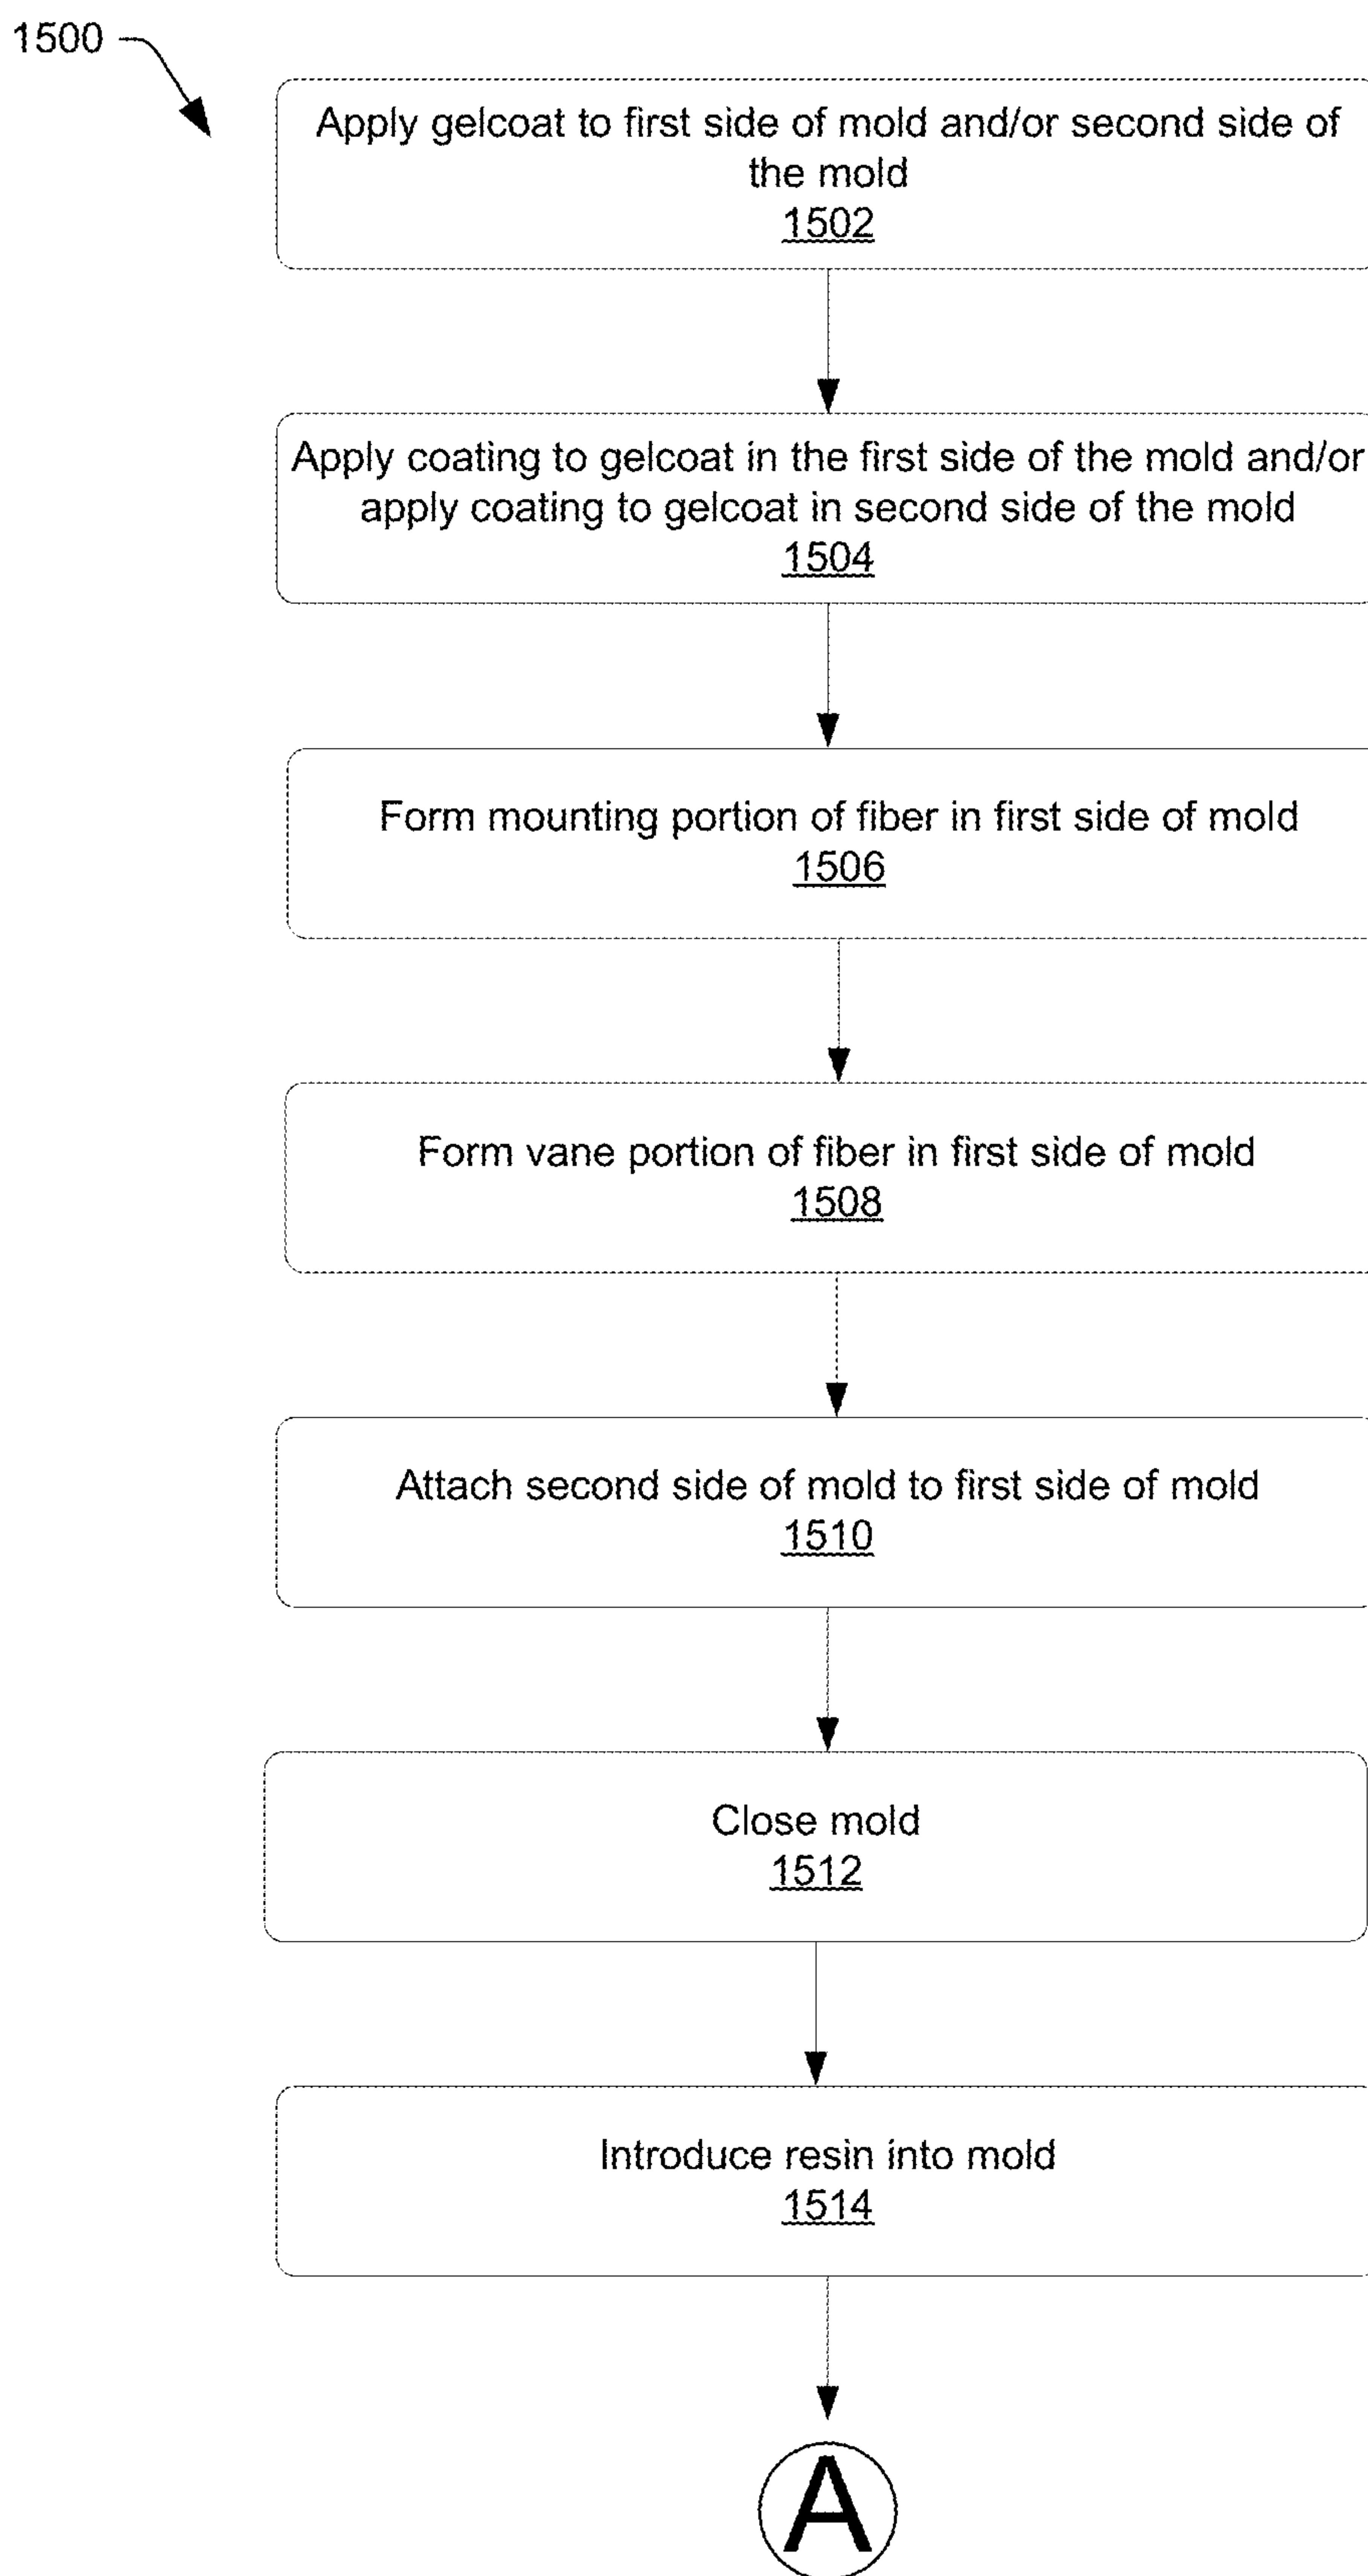 1500
Apply gelcoat to first side of mold and/or second side of
the mold
1502
Apply coating to gelcoat in the first side of the mold and/or
apply coating to gelcoat in second side of the mold
1504
Form mounting portion of fiber in first side of mold
1506
Form vane portion of fiber in first side of mold
1508
Attach second side of mold to first side of mold
1510
Close mold
1512
Introduce resin into mold
1514
A